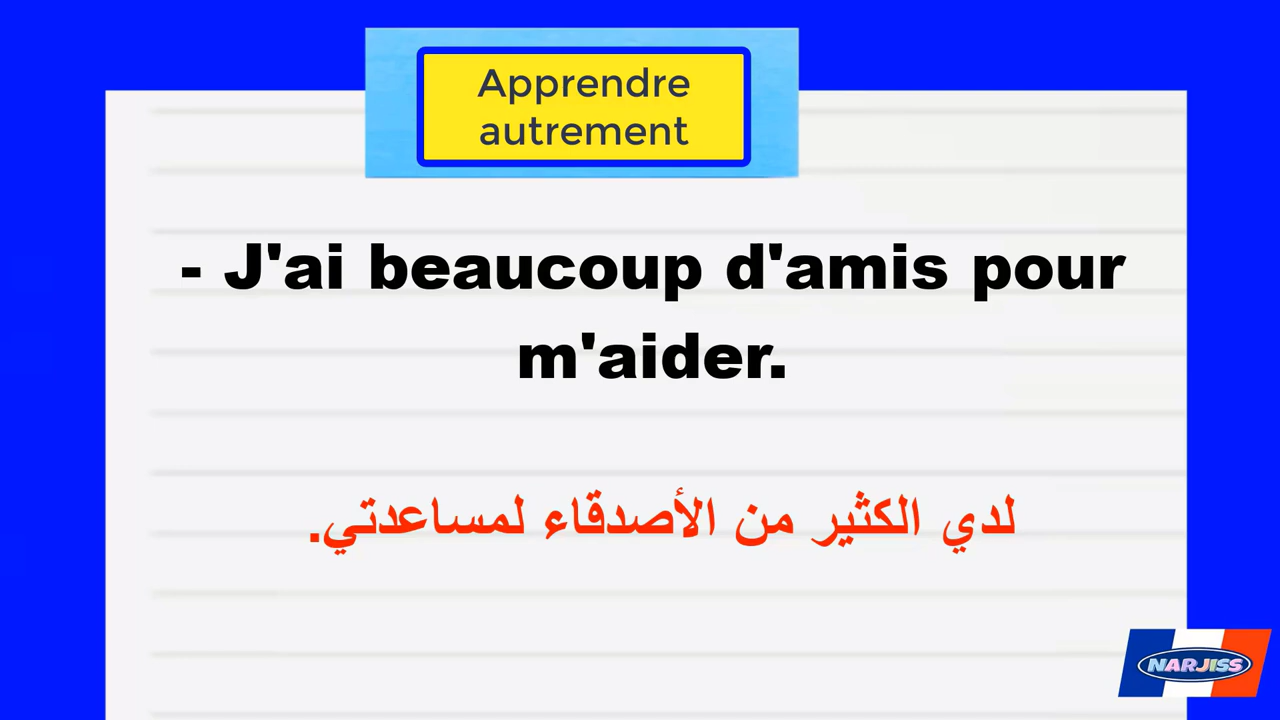 Apprendre
autrement
- J'ai beaucoup d'amis pour
m'aider.
لدي الكثير من الأصدقاء لمساعدتي.
NARJISS